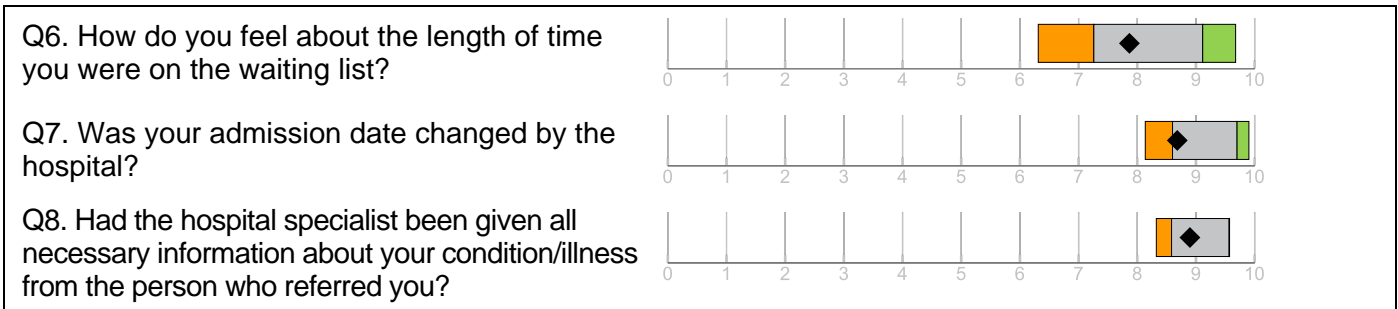 Q6. How do you feel about the length of time
you were on the waiting list?
0 1 2 3 4 5 6 7 8 9 10
Q7. Was your admission date changed by the
hospital?
0 1 2 3 4 5 6 7 8 9 10
Q8. Had the hospital specialist been given all
necessary information about your condition/illness
from the person who referred you?
0 1 2 3 4 5 6 7 8 9 10